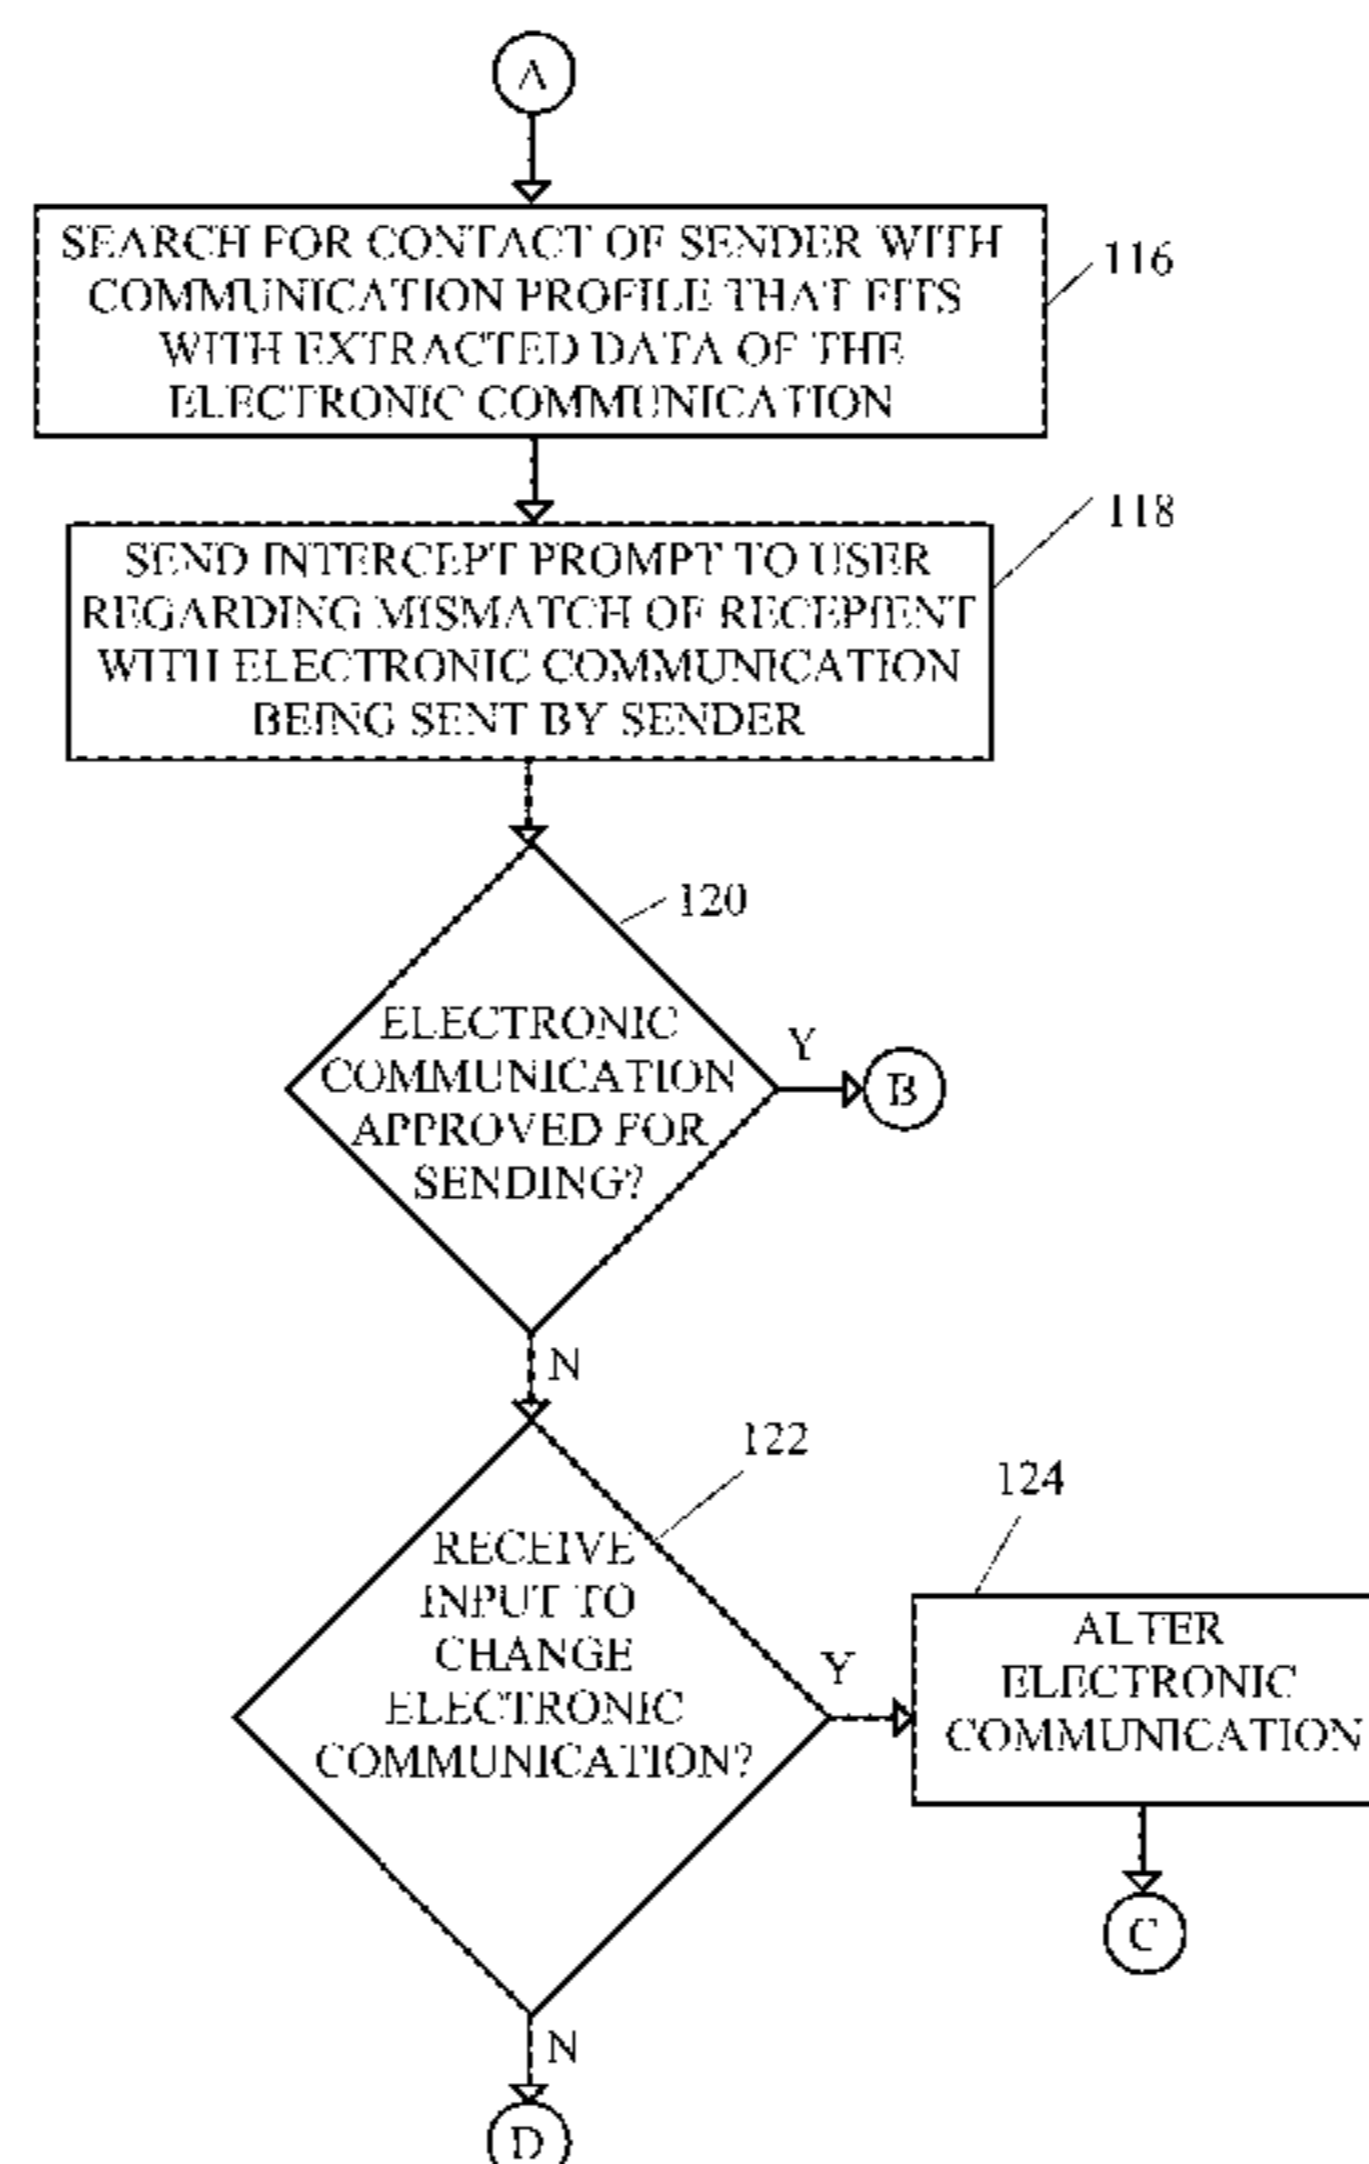 A
SEARCH FOR CONTACT OF SENDER WITH
COMMUNICATION PROFILE THAT FITS
WITH EXTRACTED DATA OF THE
ELECTRONIC COMMUNICATION
116
118
SEND INTERCEPT PROMPT TO USER
REGARDING MISMATCH OF RECEPIENT
WITH ELECTRONIC COMMUNICATION
BEING SENT BY SENDER
120
ELECTRONIC
COMMUNICATION
APPROVED FOR
SENDING?
Y
B
N
122
RECEIVE
INPUT TO
CHANGE
ELECTRONIC
COMMUNICATION?
Y
124
ALTER
ELECTRONIC
COMMUNICATION
C
N
D